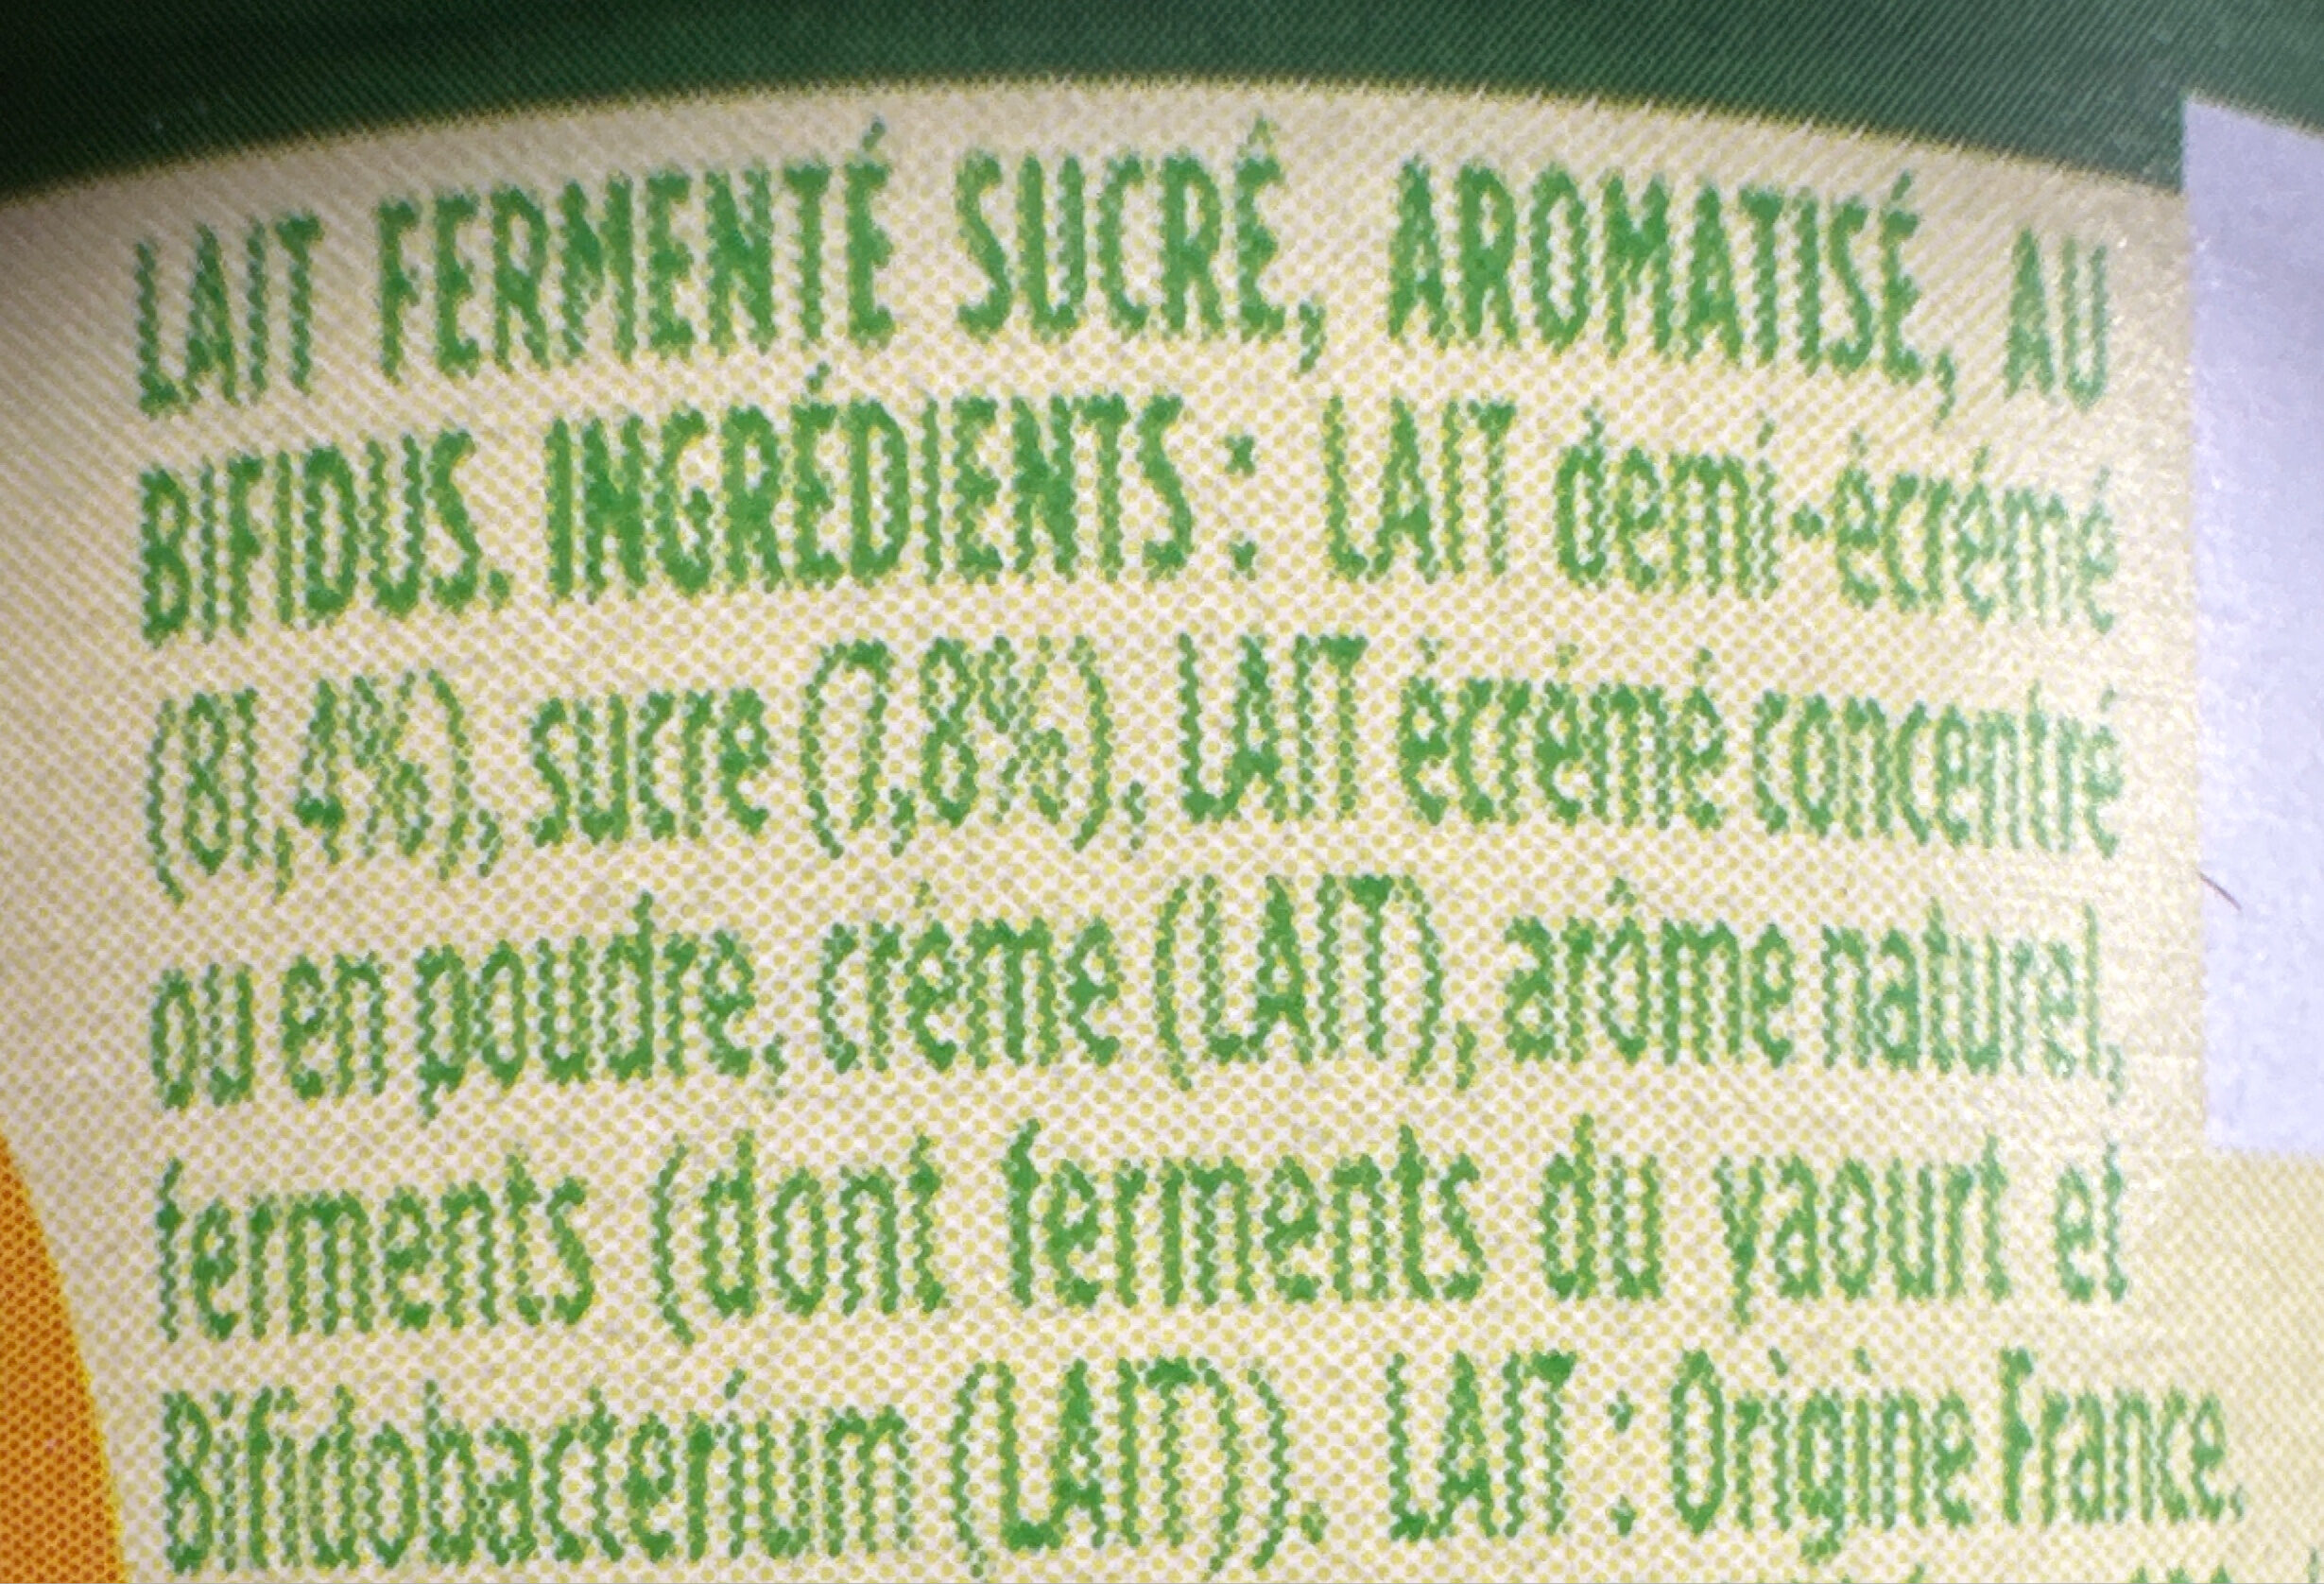 LAIT FERMENTÉ SUCRÉ, AROMATISÉ, AU
BIFIDUS. INGRÉDIENTS : LAIT demi-écrémé
(81,4%), sucre (7,8%), LAIT écrémé concentré
ou en poudre, crème (LAIT), arôme naturel,
ferments (dont ferments du yaourt et
Bifidobacterium (LAIT)). LAIT : Origine France.